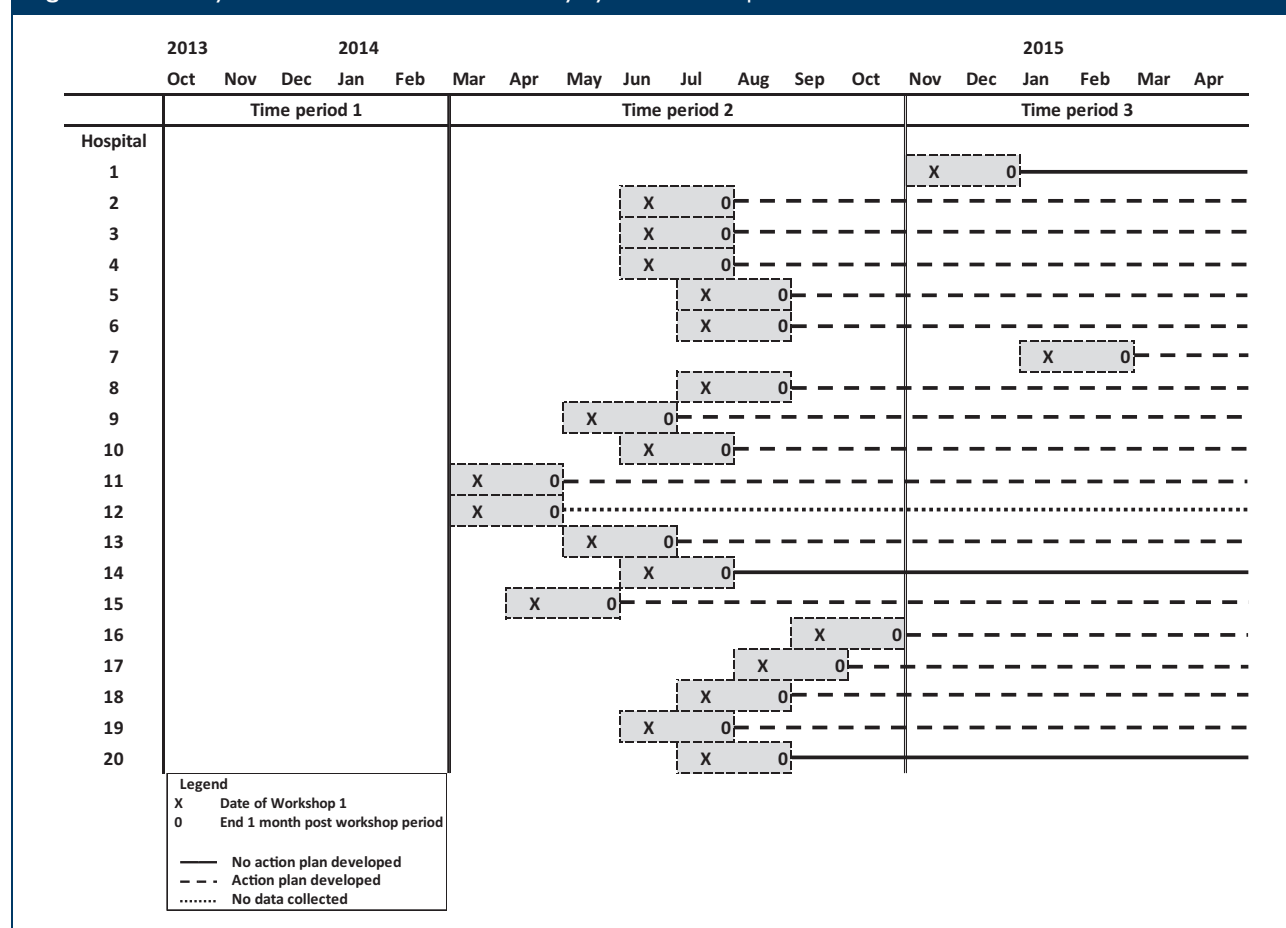 2013 2014 2015
Oct Nov Dec Jan Feb Mar Apr May Jun Jul Aug Sep Oct Nov Dec Jan Feb Mar Apr
Time period 1 Time period 2 Time period 3
Hospital
1 X 0
2 X 0
3 X 0
4 X 0
5 X 0
6 X 0
7 X 0
8 X 0
9 X 0
10 X 0
11 X 0
12 X 0
13 X 0
14 X 0
15 X 0
16 X 0
17 X 0
18 X 0
19 X 0
20 X 0
Legend
X Date of Workshop 1
0 End 1 month post workshop period
No action plan developed
Action plan developed
No data collected